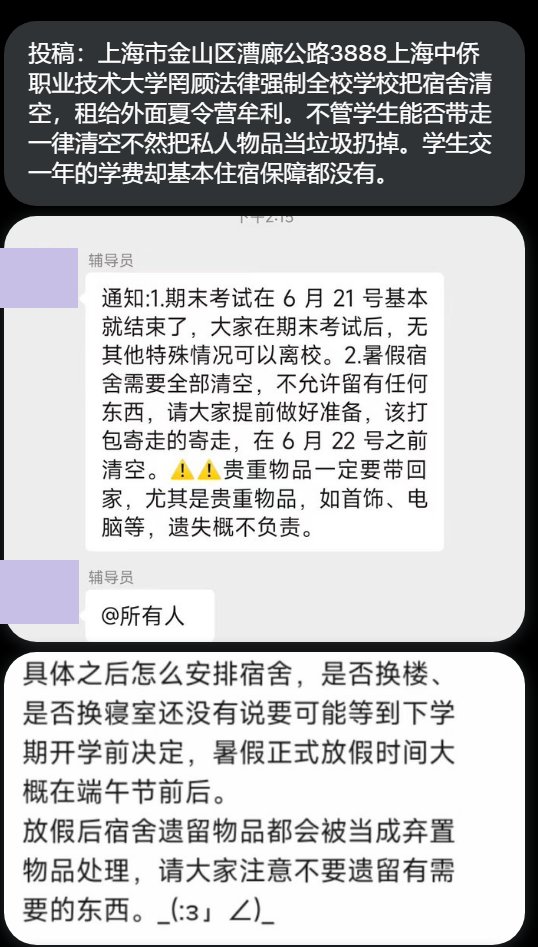 投稿：上海市金山区漕廊公路3888上海中侨
职业技术大学罔顾法律强制全校学校把宿舍清
空，租给外面夏令营牟利。不管学生能否带走
一律清空不然把私人物品当垃圾扔掉。学生交
一年的学费却基本住宿保障都没有。
下午2:15
辅导员
通知:1.期末考试在 6 月 21 号基本
就结束了，大家在期末考试后，无
其他特殊情况可以离校。2.暑假宿
舍需要全部清空，不允许留有任何
东西，请大家提前做好准备，该打
包寄走的寄走，在 6 月 22 号之前
清空。⚠️⚠️贵重物品一定要带回
家，尤其是贵重物品，如首饰、电
脑等，遗失概不负责。
辅导员
@所有人
具体之后怎么安排宿舍，是否换楼、
是否换寝室还没有说要可能等到下学
期开学前决定，暑假正式放假时间大
概在端午节前后。
放假后宿舍遗留物品都会被当成弃置
物品处理，请大家注意不要遗留有需
要的东西。_(:з」∠)_